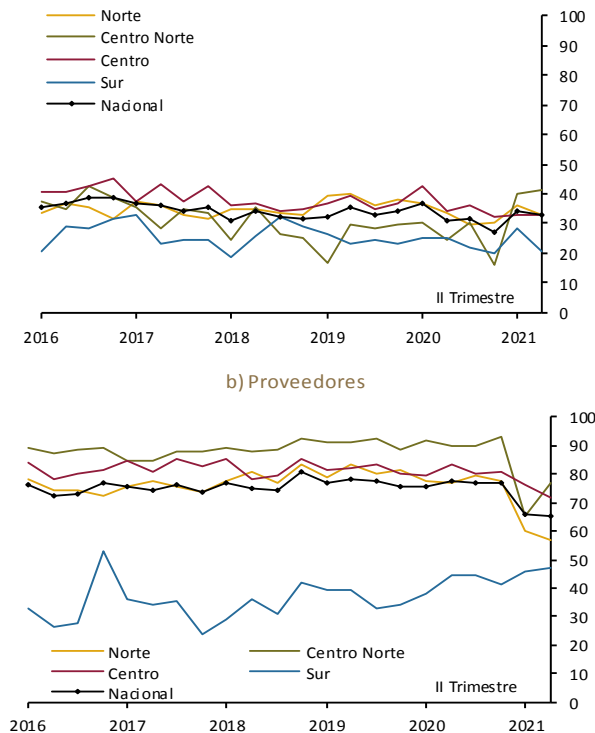 Norte
Centro Norte
Centro
Sur
Nacional
100
90
80
70
60
50
40
30
20
10
0
II Trimestre
2016 2017 2018 2019 2020 2021
b) Proveedores
100
90
80
70
60
50
40
30
20
10
0
Norte Centro Norte
Centro Sur
Nacional
II Trimestre
2016 2017 2018 2019 2020 2021